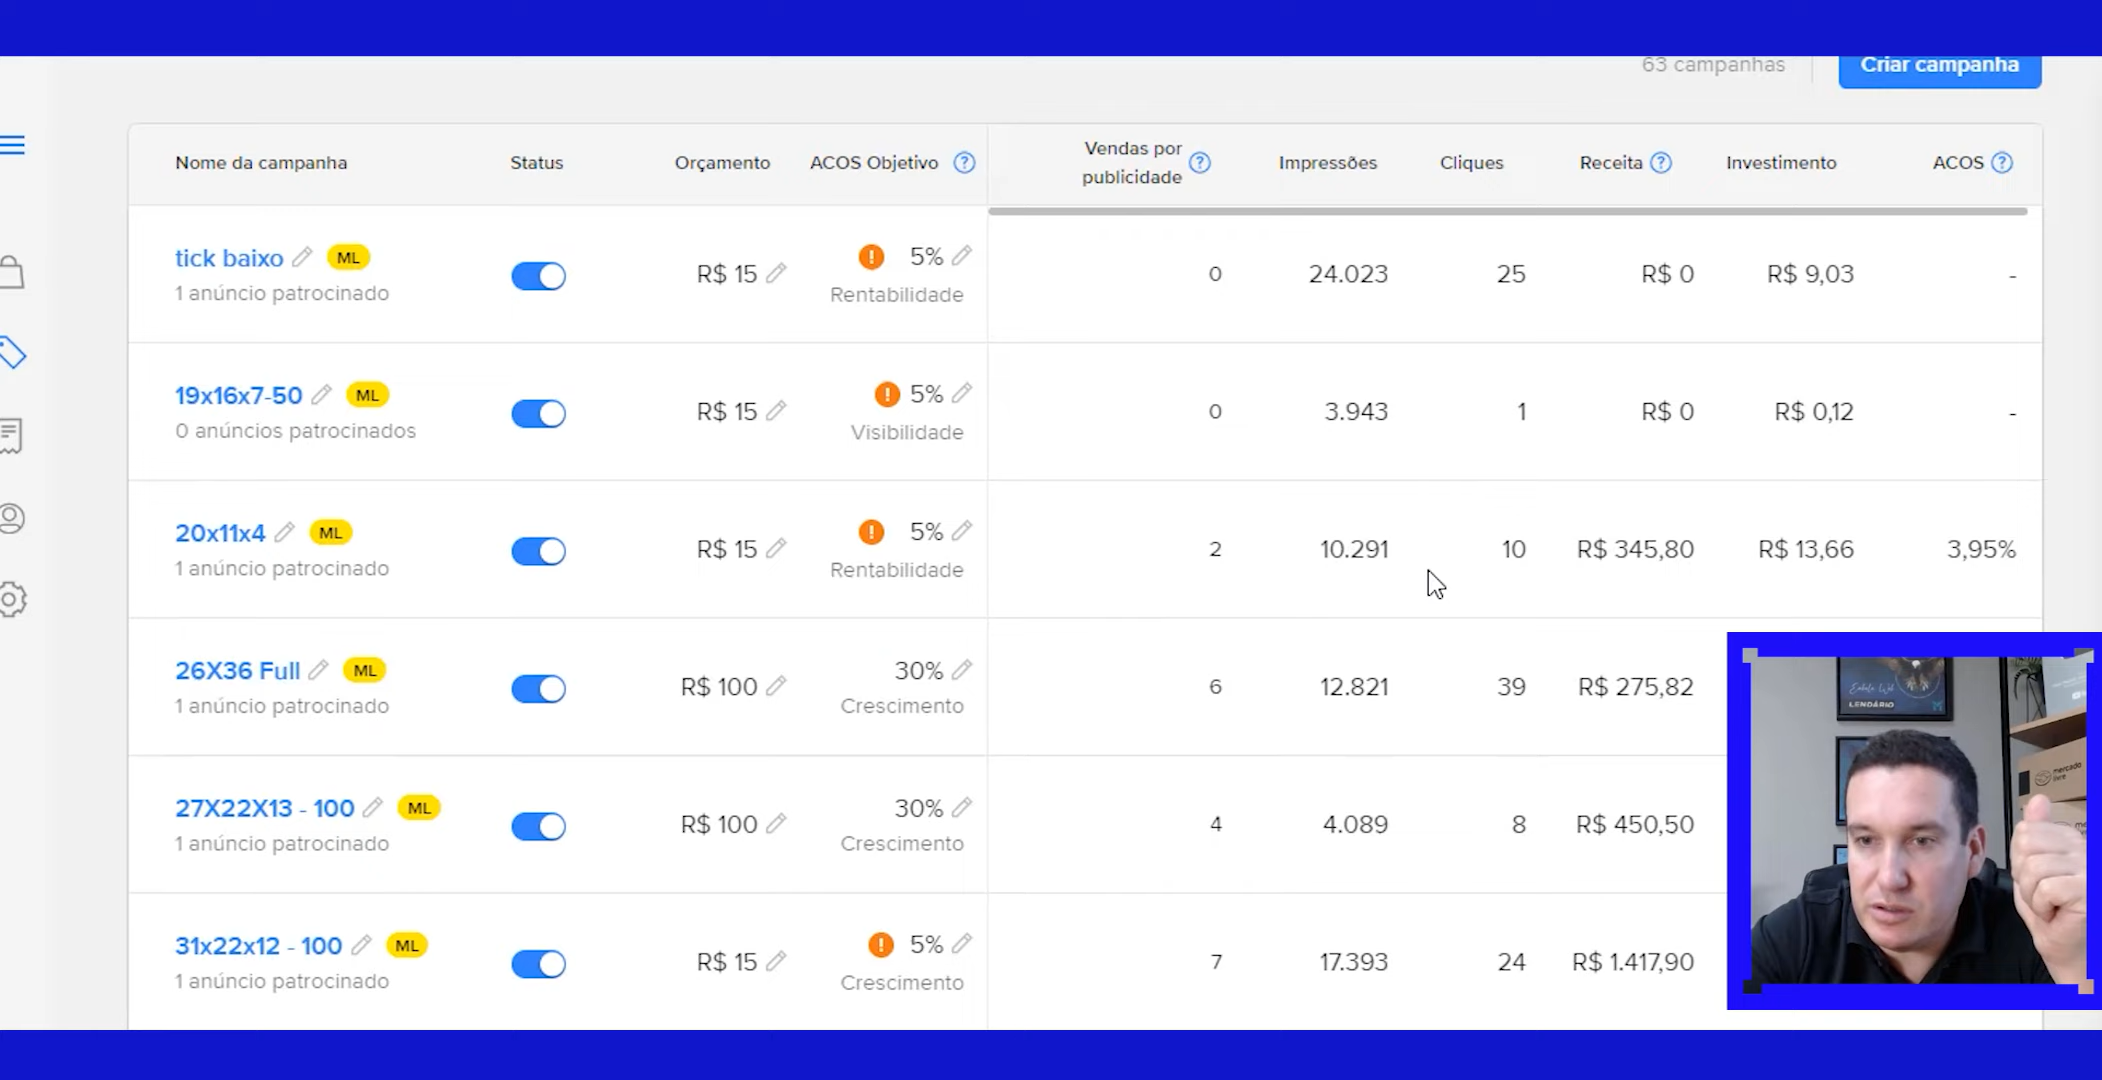 63 campanhas
Criar campanha
Nome da campanha
Status
Orçamento
ACOS Objetivo ?
Vendas por
publicidade ?
Impressões
Cliques
Receita ?
Investimento
ACOS ?
tick baixo ML
1 anúncio patrocinado
R$ 15
! 5%
Rentabilidade
0
24.023
25
R$ 0
R$ 9,03
-
19x16x7-50 ML
0 anúncios patrocinados
R$ 15
! 5%
Visibilidade
0
3.943
1
R$ 0
R$ 0,12
-
20x11x4 ML
1 anúncio patrocinado
R$ 15
! 5%
Rentabilidade
2
10.291
10
R$ 345,80
R$ 13,66
3,95%
26X36 Full ML
1 anúncio patrocinado
R$ 100
30%
Crescimento
6
12.821
39
R$ 275,82
27X22X13 - 100 ML
1 anúncio patrocinado
R$ 100
30%
Crescimento
4
4.089
8
R$ 450,50
31x22x12 - 100 ML
1 anúncio patrocinado
R$ 15
! 5%
Crescimento
7
17.393
24
R$ 1.417,90
LENDÁRIO
mercado
livre